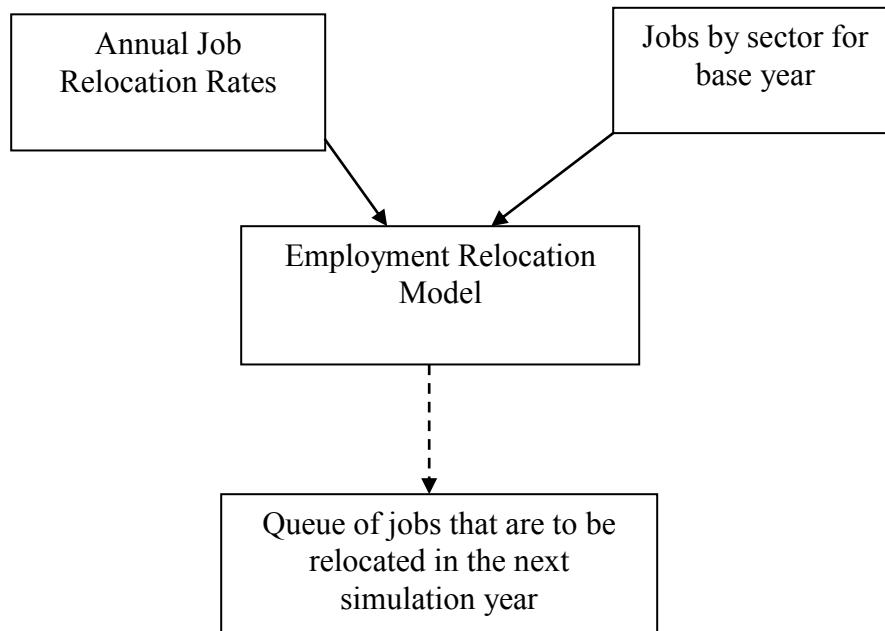 Annual Job
Relocation Rates
Jobs by sector for
base year
Employment Relocation
Model
Queue of jobs that are to be
relocated in the next
simulation year